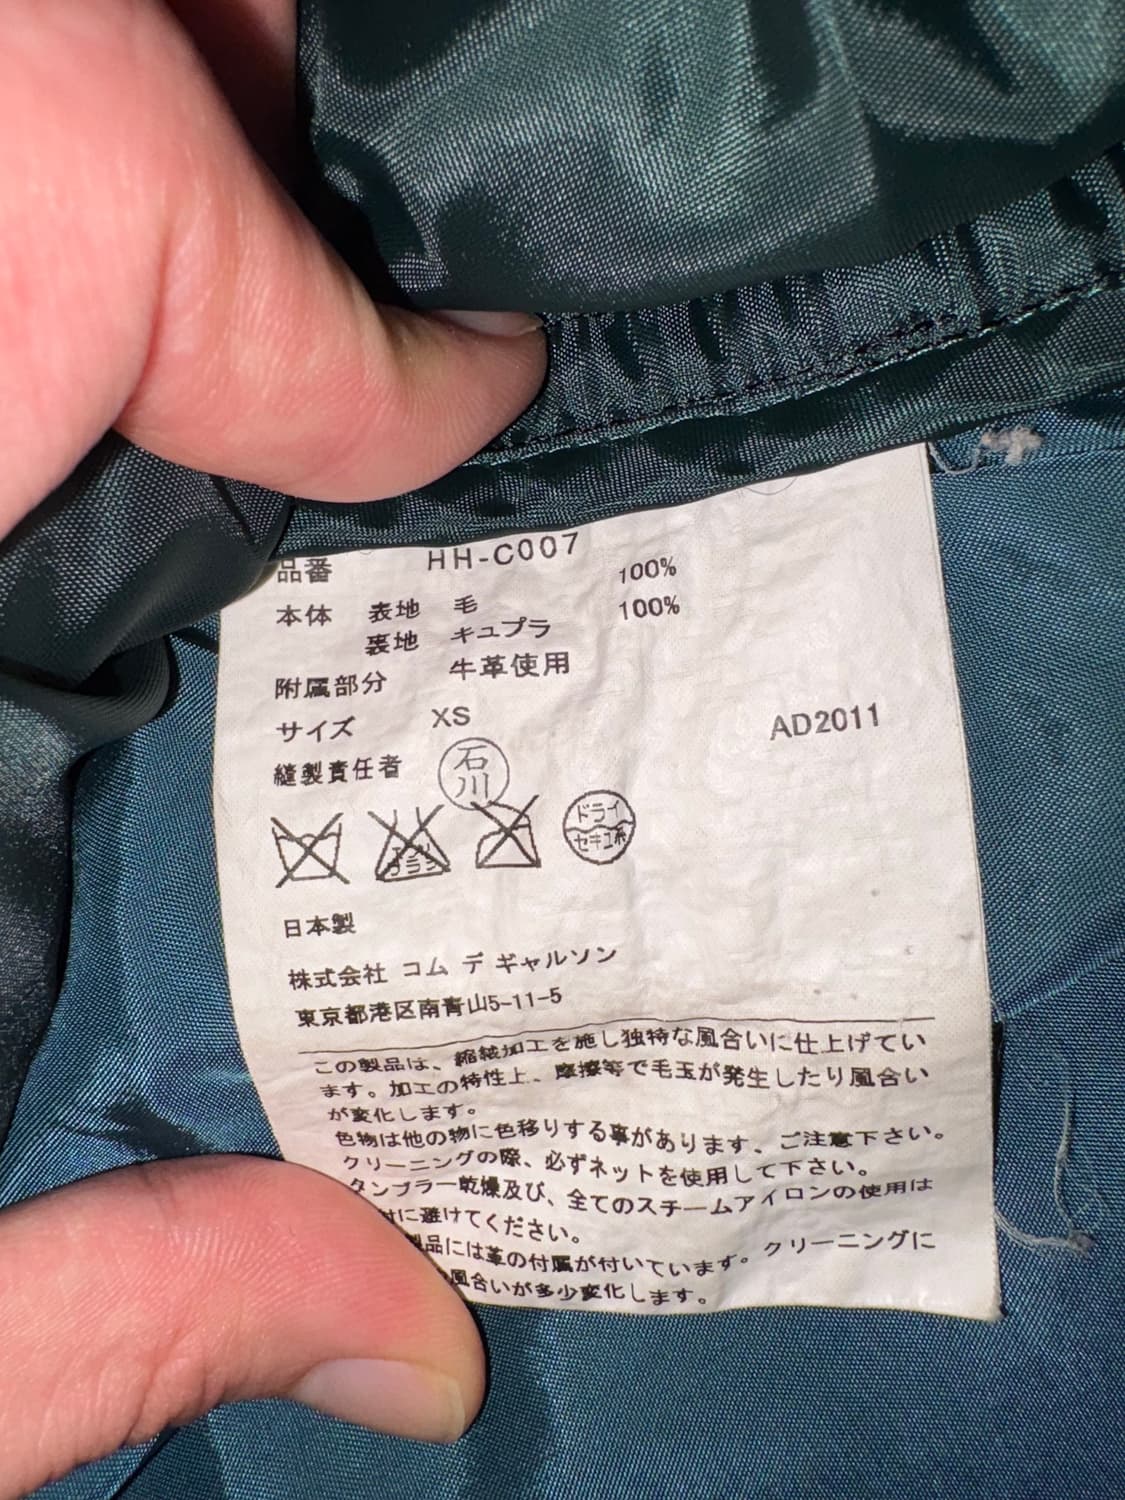 品番 HH-C007
本体 表地 毛 100%
裏地 キュプラ 100%
附属部分 牛革使用
サイズ XS AD2011
縫製責任者 石川
エンソ
サラシ
ドライ
セキユ系
日本製
株式会社 コム デ ギャルソン
東京都港区南青山5-11-5
この製品は、縮絨加工を施し独特な風合いに仕上げてい
ます。加工の特性上、摩擦等で毛玉が発生したり風合い
が変化します。
色物は他の物に色移りする事があります、ご注意下さい。
クリーニングの際、必ずネットを使用して下さい。
タンブラー乾燥及び、全てのスチームアイロンの使用は
対に避けてください。
製品には革の付属が付いています。クリーニングに
風合いが多少変化します。